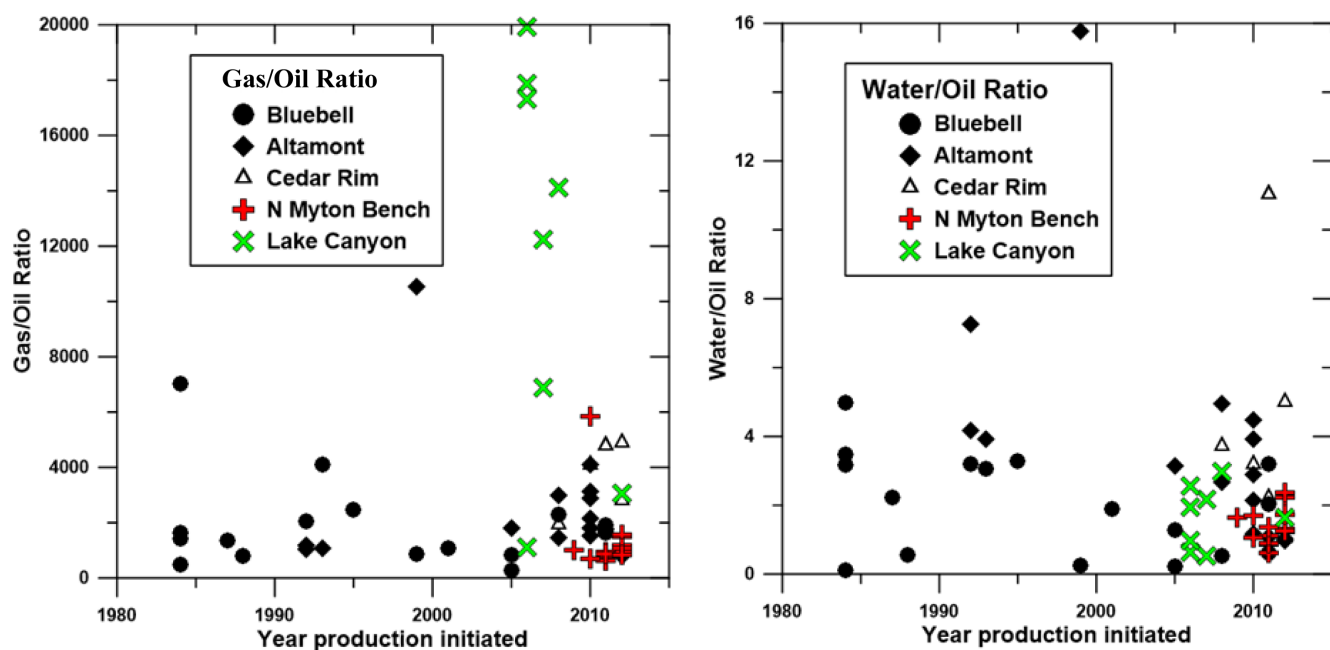 20000
16000
12000
8000
4000
0
Gas/Oil Ratio
Gas/Oil Ratio
Bluebell
Altamont
Cedar Rim
N Myton Bench
Lake Canyon
1980
1990
2000
2010
Year production initiated
16
12
8
4
0
Water/Oil Ratio
Water/Oil Ratio
Bluebell
Altamont
Cedar Rim
N Myton Bench
Lake Canyon
1980
1990
2000
2010
Year production initiated